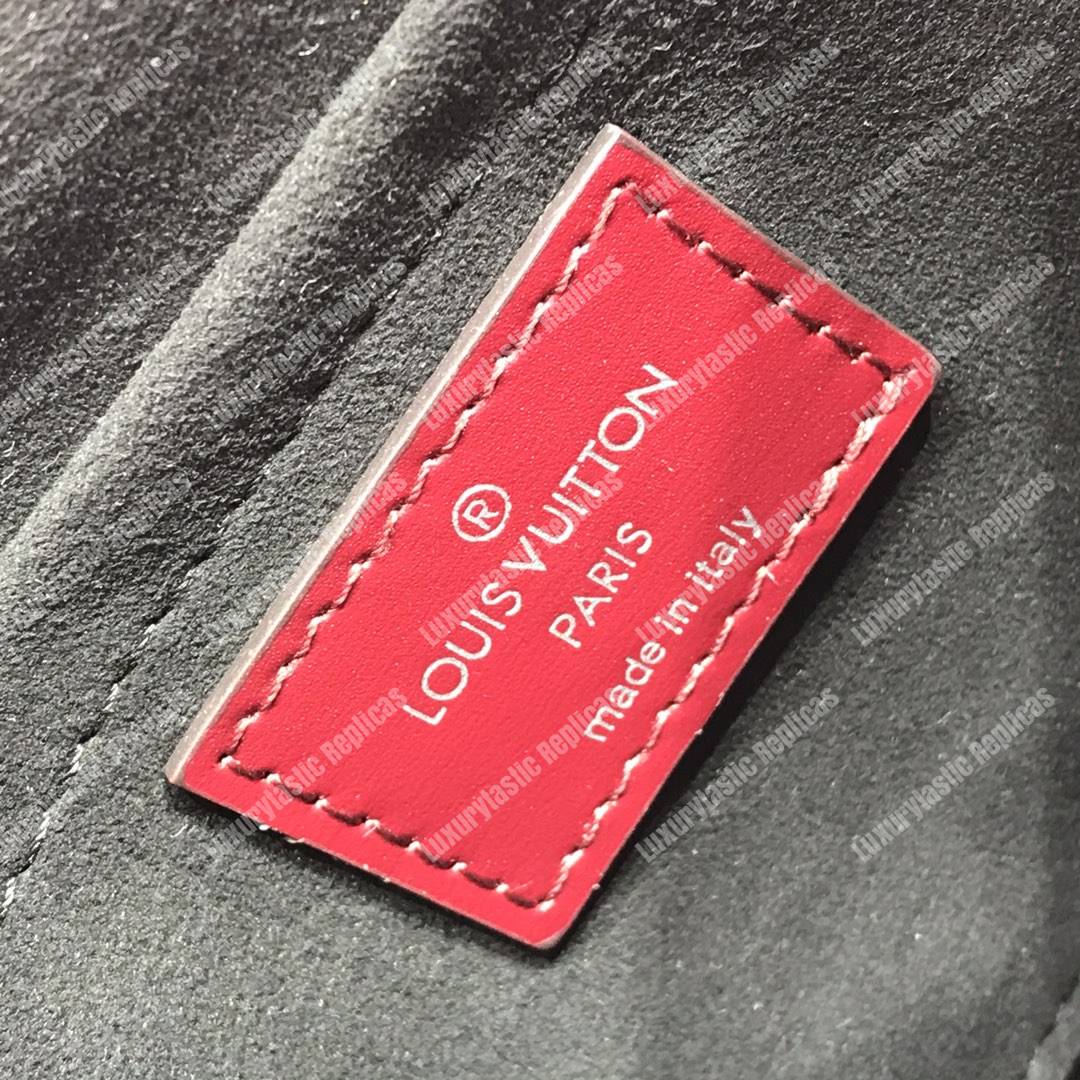 ®
LOUIS VUITTON
PARIS
made in italy
Luxurytastic Replicas